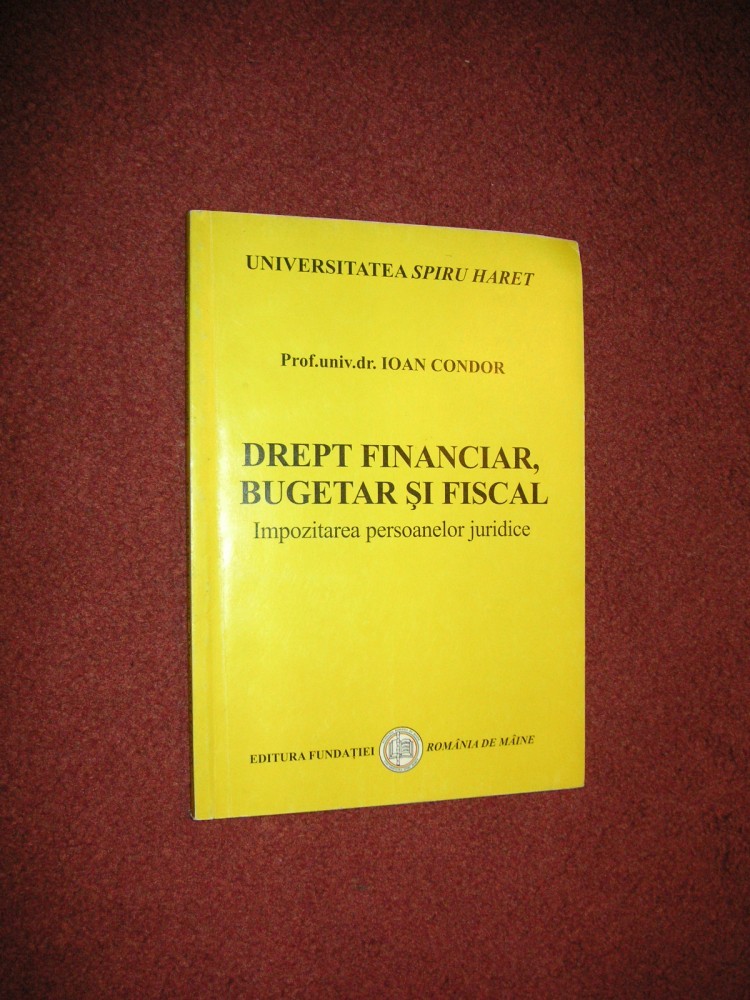 UNIVERSITATEA SPIRU HARET
Prof.univ.dr. IOAN CONDOR
DREPT FINANCIAR,
BUGETAR ŞI FISCAL
Impozitarea persoanelor juridice
EDITURA FUNDAŢIEI ROMÂNIA DE MÂINE